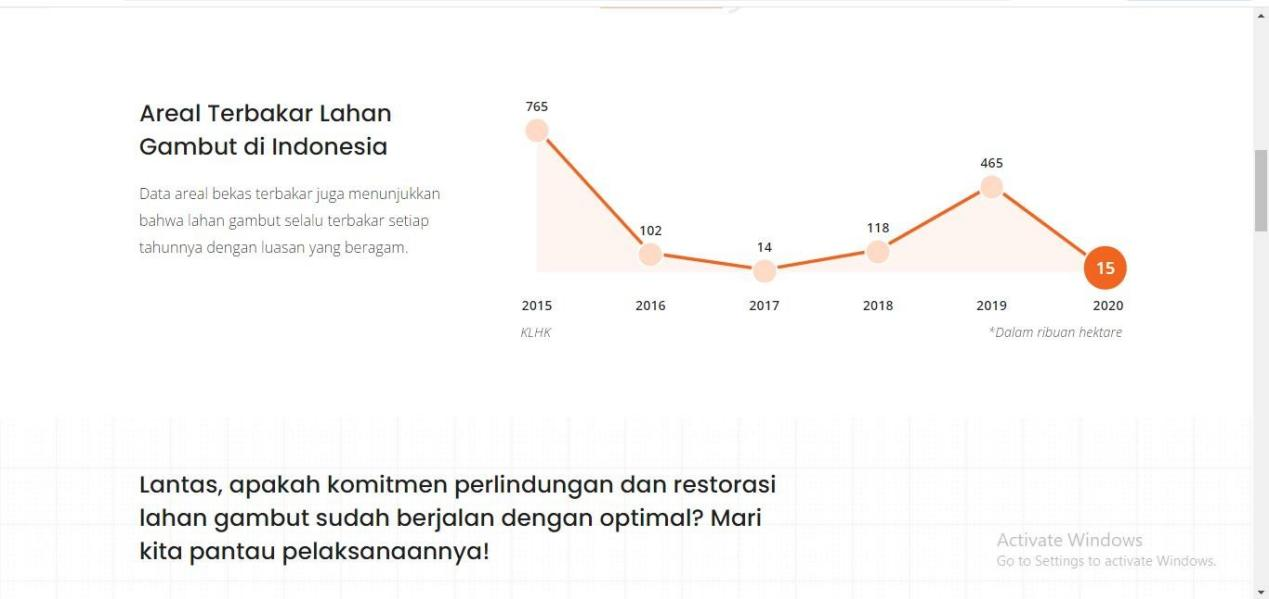 Areal Terbakar Lahan
Gambut di Indonesia
Data areal bekas terbakar juga menunjukkan
bahwa lahan gambut selalu terbakar setiap
tahunnya dengan luasan yang beragam.
765
102
14
118
465
15
2015 2016 2017 2018 2019 2020
KLHK *Dalam ribuan hektare
Lantas, apakah komitmen perlindungan dan restorasi
lahan gambut sudah berjalan dengan optimal? Mari
kita pantau pelaksanaannya!
Activate Windows
Go to Settings to activate Windows.